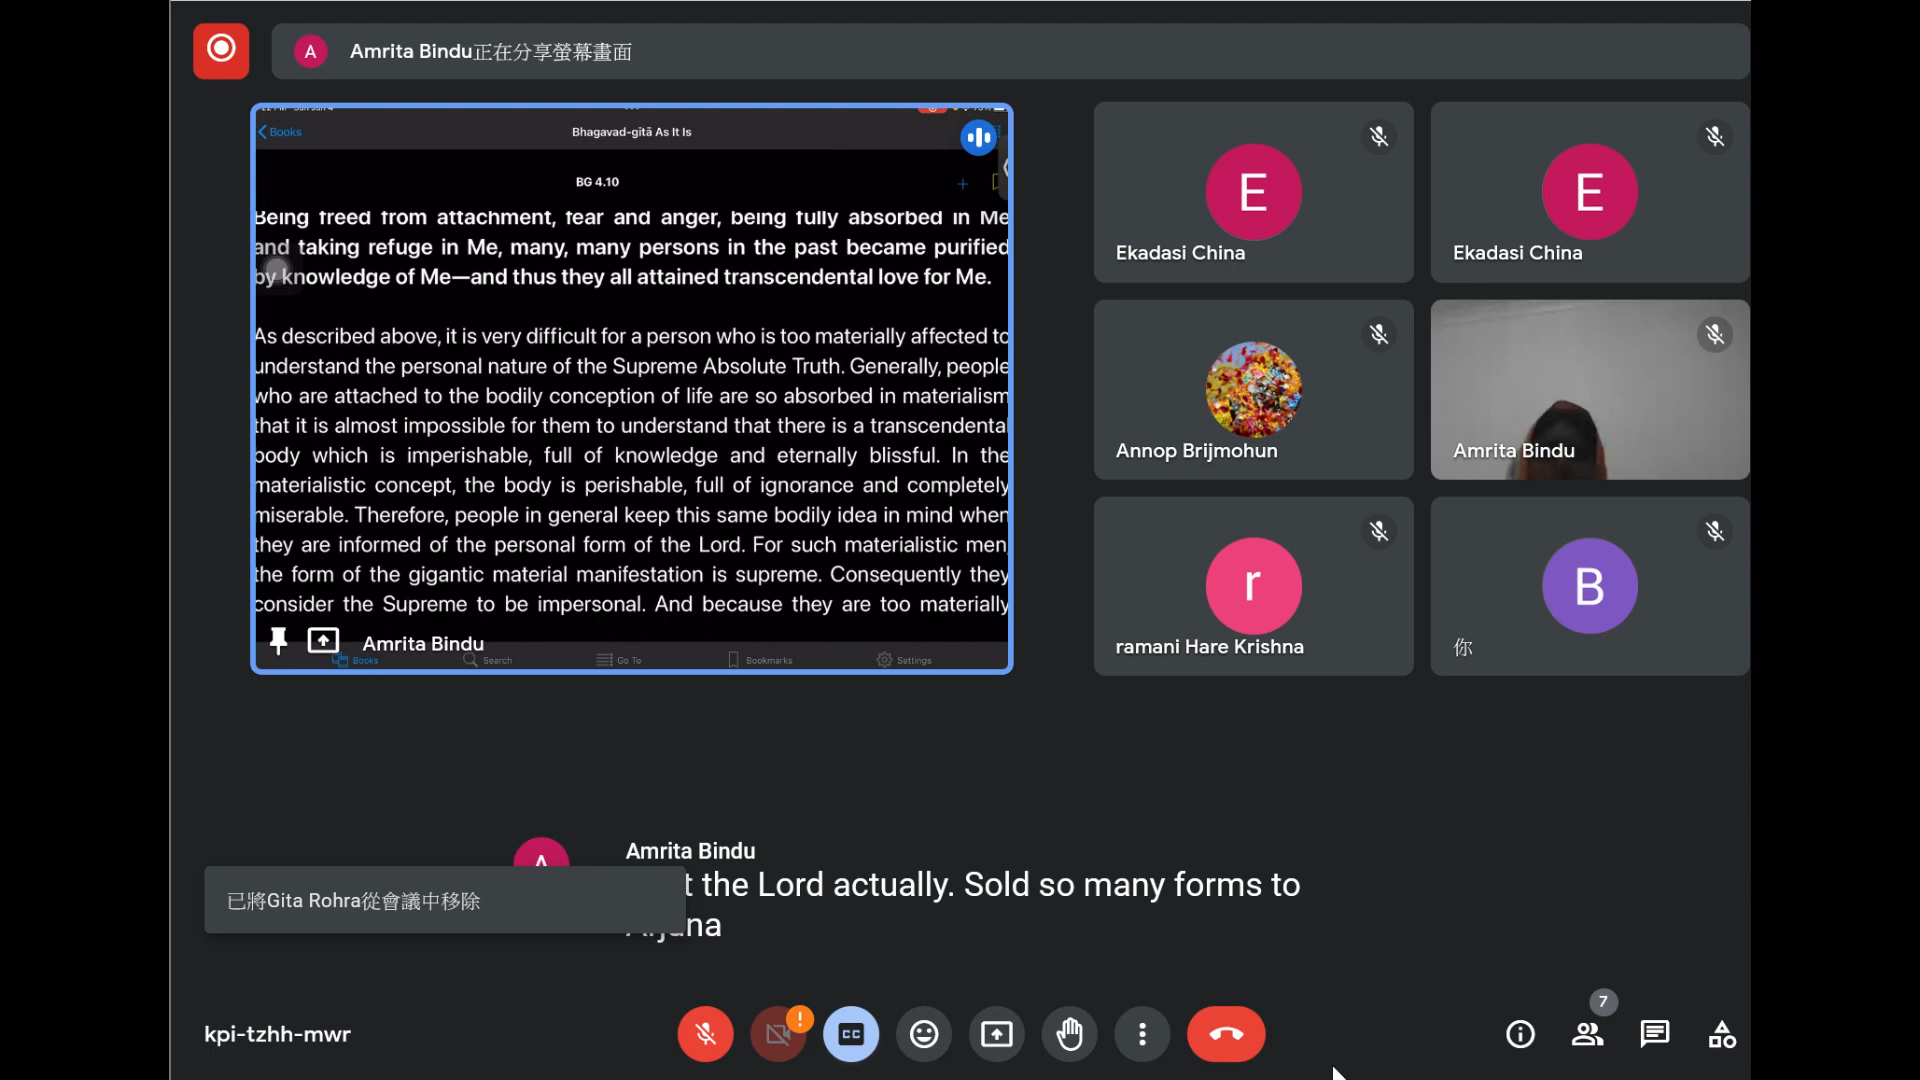 A Amrita Bindu正在分享螢幕畫面
Books
Bhagavad-gītā As It Is
BG 4.10
Being freed from attachment, fear and anger, being fully absorbed in Me
and taking refuge in Me, many, many persons in the past became purified
by knowledge of Me—and thus they all attained transcendental love for Me.
As described above, it is very difficult for a person who is too materially affected to
understand the personal nature of the Supreme Absolute Truth. Generally, people
who are attached to the bodily conception of life are so absorbed in materialism
that it is almost impossible for them to understand that there is a transcendental
body which is imperishable, full of knowledge and eternally blissful. In the
materialistic concept, the body is perishable, full of ignorance and completely
miserable. Therefore, people in general keep this same bodily idea in mind when
they are informed of the personal form of the Lord. For such materialistic men,
the form of the gigantic material manifestation is supreme. Consequently they
consider the Supreme to be impersonal. And because they are too materially
Amrita Bindu
Books Search Go To Bookmarks Settings
E
Ekadasi China
E
Ekadasi China
Annop Brijmohun
Amrita Bindu
r
ramani Hare Krishna
B
你
Amrita Bindu
the Lord actually. Sold so many forms to
已將Gita Rohra從會議中移除
kpi-tzhh-mwr
CC
7